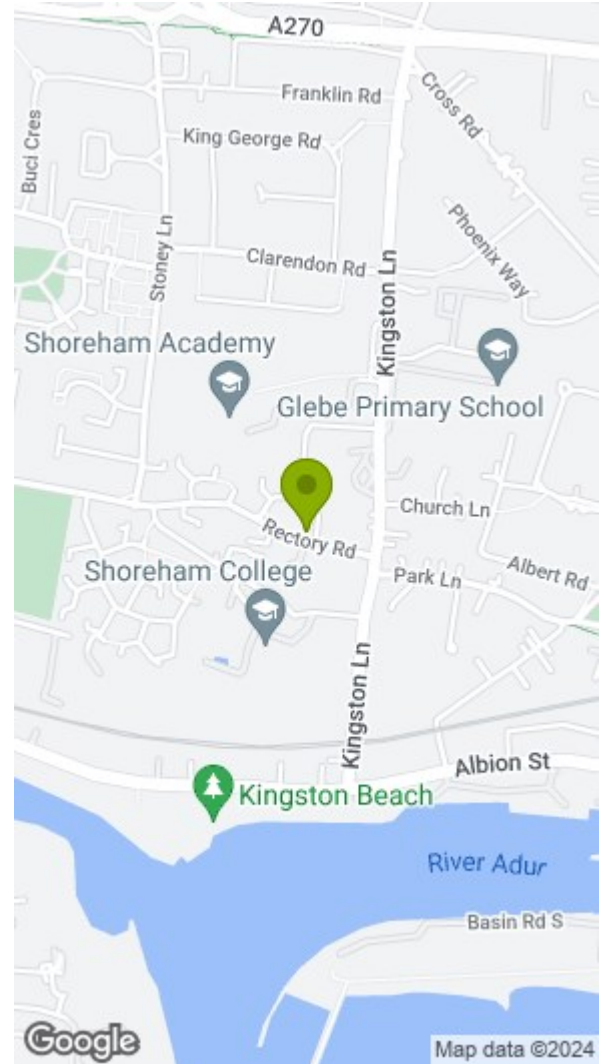 A270
Franklin Rd
Cross Rd
Buci Cres
King George Rd
Stoney Ln
Phoenix Way
Clarendon Rd
Kingston Ln
Shoreham Academy
Glebe Primary School
Church Ln
Rectory Rd
Albert Rd
Shoreham College
Park Ln
Kingston Ln
Albion St
Kingston Beach
River Adur
Basin Rd S
Google
Map data ©2024